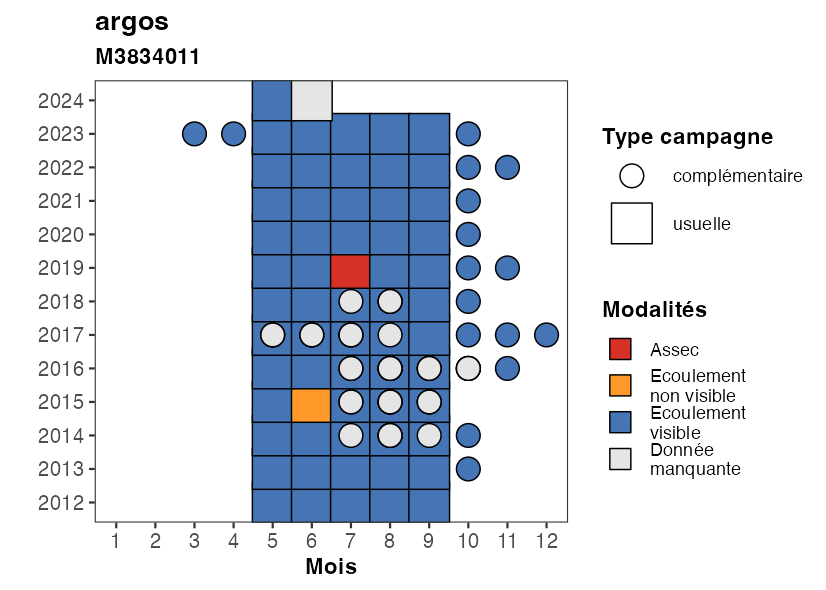 argos
M3834011
2024
2023
2022
2021
2020
2019
2018
2017
2016
2015
2014
2013
2012
1 2 3 4 5 6 7 8 9 10 11 12
Mois
Type campagne
complémentaire
usuelle
Modalités
Assec
Ecoulement
non visible
Ecoulement
visible
Donnée
manquante